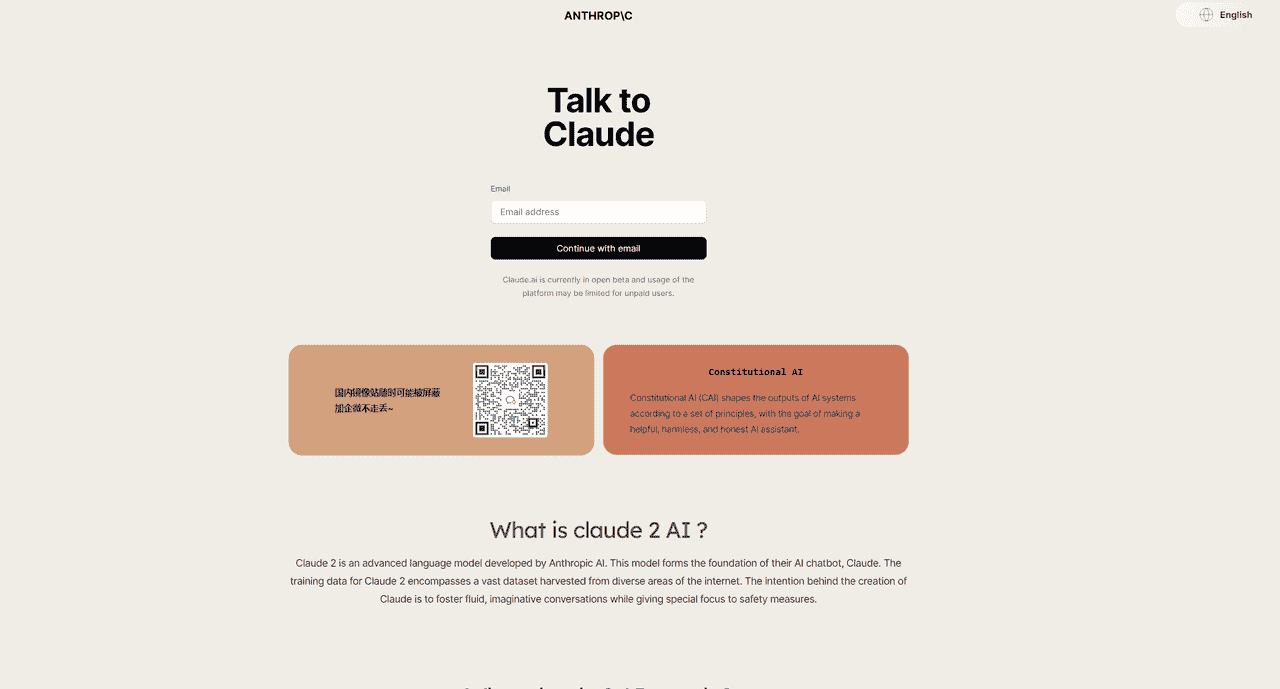 ANTHROP\C
English
Talk to
Claude
Email
Email address
Continue with email
Claude.ai is currently in open beta and usage of the
platform may be limited for unpaid users.
国内镜像站随时可能被屏蔽
加企微不走丢~
Constitutional AI
Constitutional AI (CAI) shapes the outputs of AI systems
according to a set of principles, with the goal of making a
helpful, harmless, and honest AI assistant.
What is claude 2 AI ?
Claude 2 is an advanced language model developed by Anthropic AI. This model forms the foundation of their AI chatbot, Claude. The
training data for Claude 2 encompasses a vast dataset harvested from diverse areas of the internet. The intention behind the creation of
Claude is to foster fluid, imaginative conversations while giving special focus to safety measures.